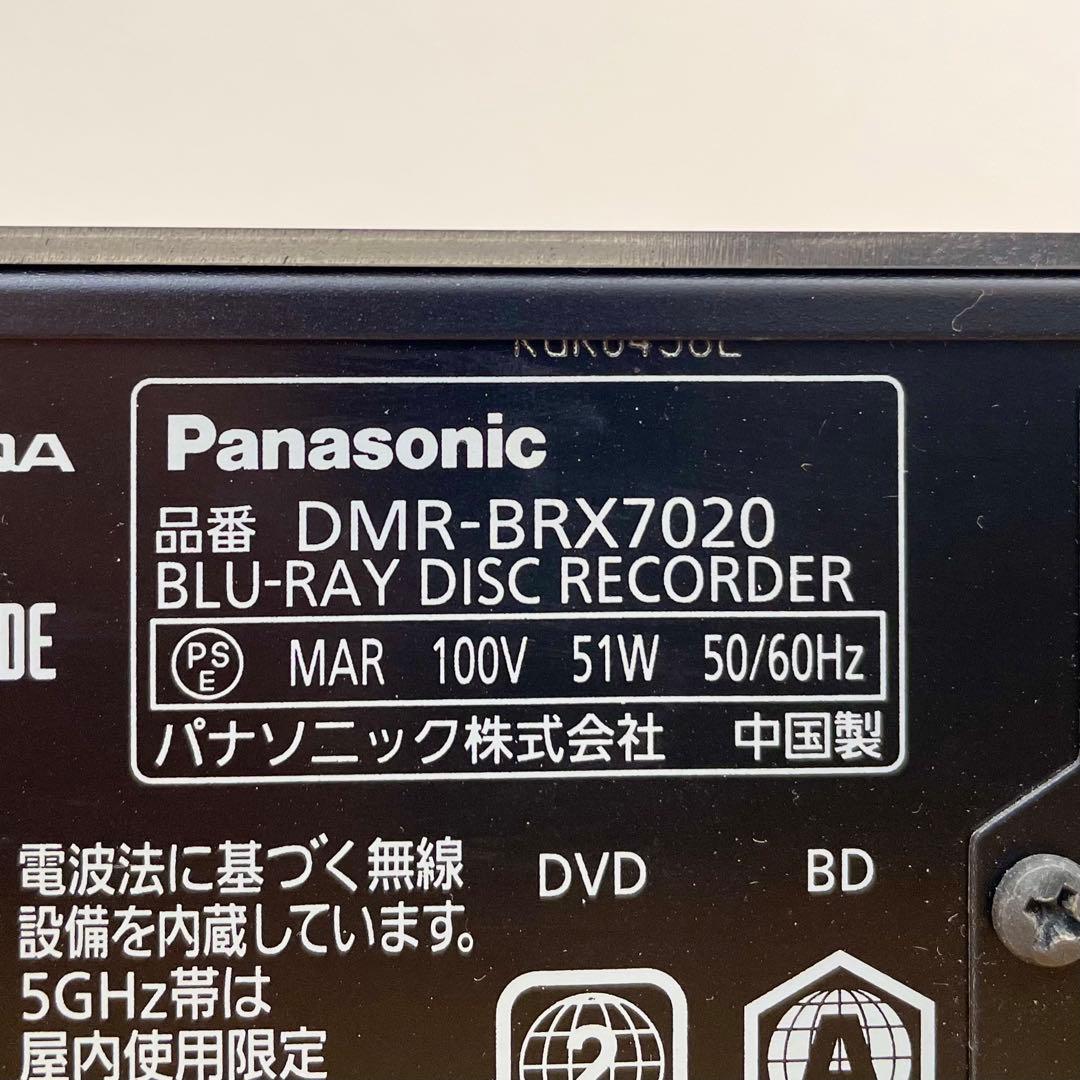 Panasonic
品番 DMR-BRX7020
BLU-RAY DISC RECORDER
PSE MAR 100V 51W 50/60Hz
パナソニック株式会社 中国製
電波法に基づく無線
設備を内蔵しています。
5GHz帯は
屋内使用限定
DVD BD
2 A